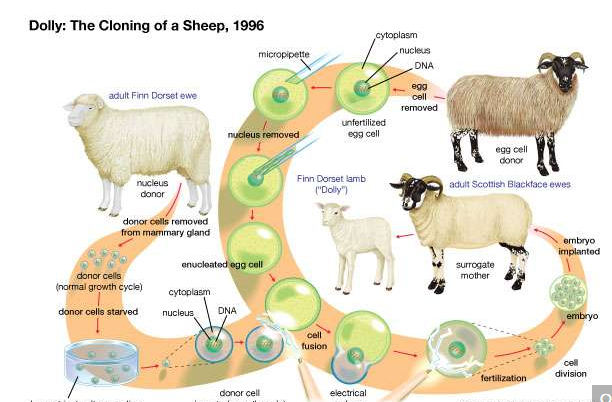 Dolly: The Cloning of a Sheep, 1996
cytoplasm
micropipette
nucleus
DNA
adult Finn Dorset ewe
egg
cell
removed
unfertilized
egg cell
nucleus removed
egg cell
donor
nucleus
donor
Finn Dorset lamb
("Dolly")
adult Scottish Blackface ewes
donor cells removed
from mammary gland
embryo
implanted
enucleated egg cell
surrogate
mother
donor cells
(normal growth cycle)
cytoplasm
donor cells starved
nucleus
DNA
embryo
cell
fusion
cell
division
fertilization
donor cell
electrical